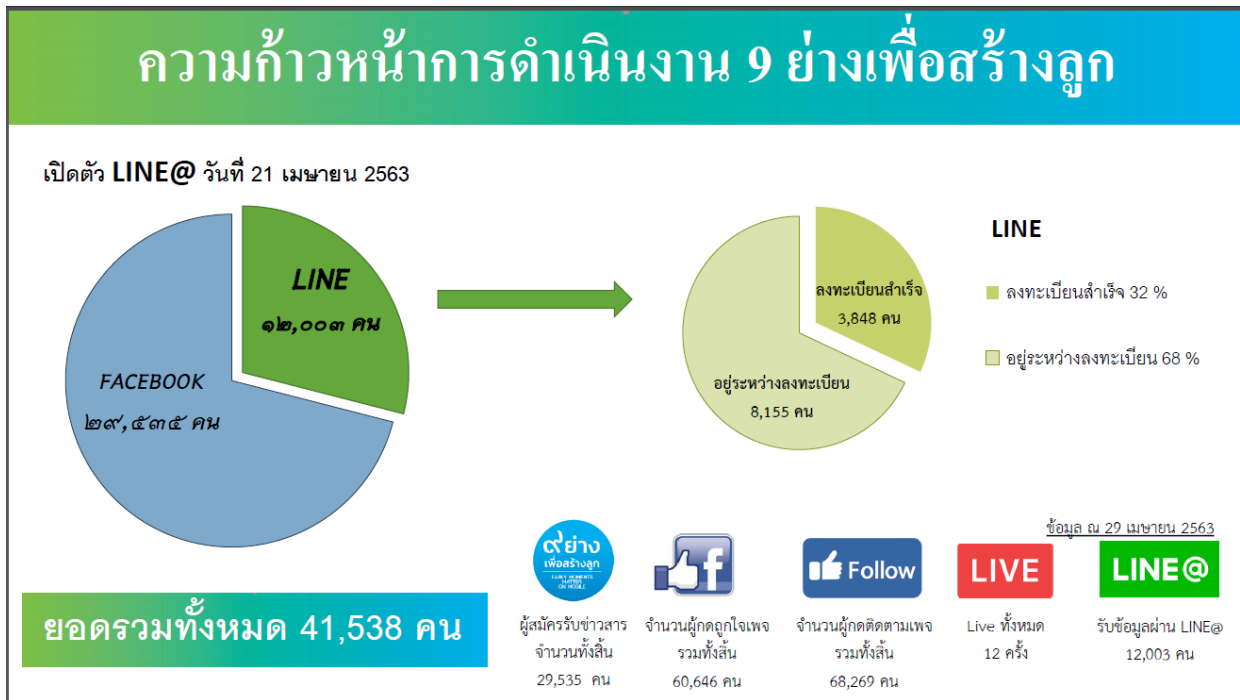 ความก้าวหน้าการดำเนินงาน 9 ย่างเพื่อสร้างลูก
เปิดตัว LINE@ วันที่ 21 เมษายน 2563
LINE
๑๒,๐๐๓ คน
FACEBOOK
๒๙,๕๓๕ คน
ลงทะเบียนสำเร็จ
3,848 คน
อยู่ระหว่างลงทะเบียน
8,155 คน
LINE
ลงทะเบียนสำเร็จ 32 %
อยู่ระหว่างลงทะเบียน 68 %
ข้อมูล ณ 29 เมษายน 2563
ยอดรวมทั้งหมด 41,538 คน
๙ย่าง
เพื่อสร้างลูก
EARLY MOMENTS
MATTER
ON MOBILE
ผู้สมัครรับข่าวสาร
จำนวนทั้งสิ้น
29,535 คน
f
จำนวนผู้กดถูกใจเพจ
รวมทั้งสิ้น
60,646 คน
Follow
จำนวนผู้กดติดตามเพจ
รวมทั้งสิ้น
68,269 คน
LIVE
Live ทั้งหมด
12 ครั้ง
LINE@
รับข้อมูลผ่าน LINE@
12,003 คน